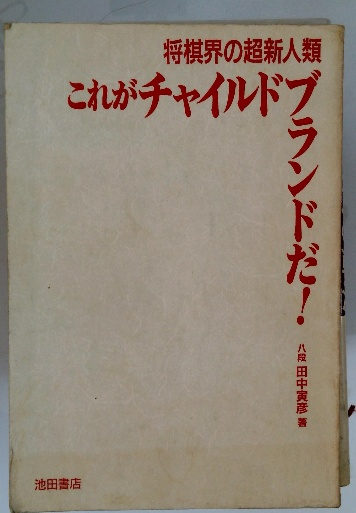 将棋界の超新人類
これがチャイルドブランドだ!
八段 田中寅彦 著
池田書店